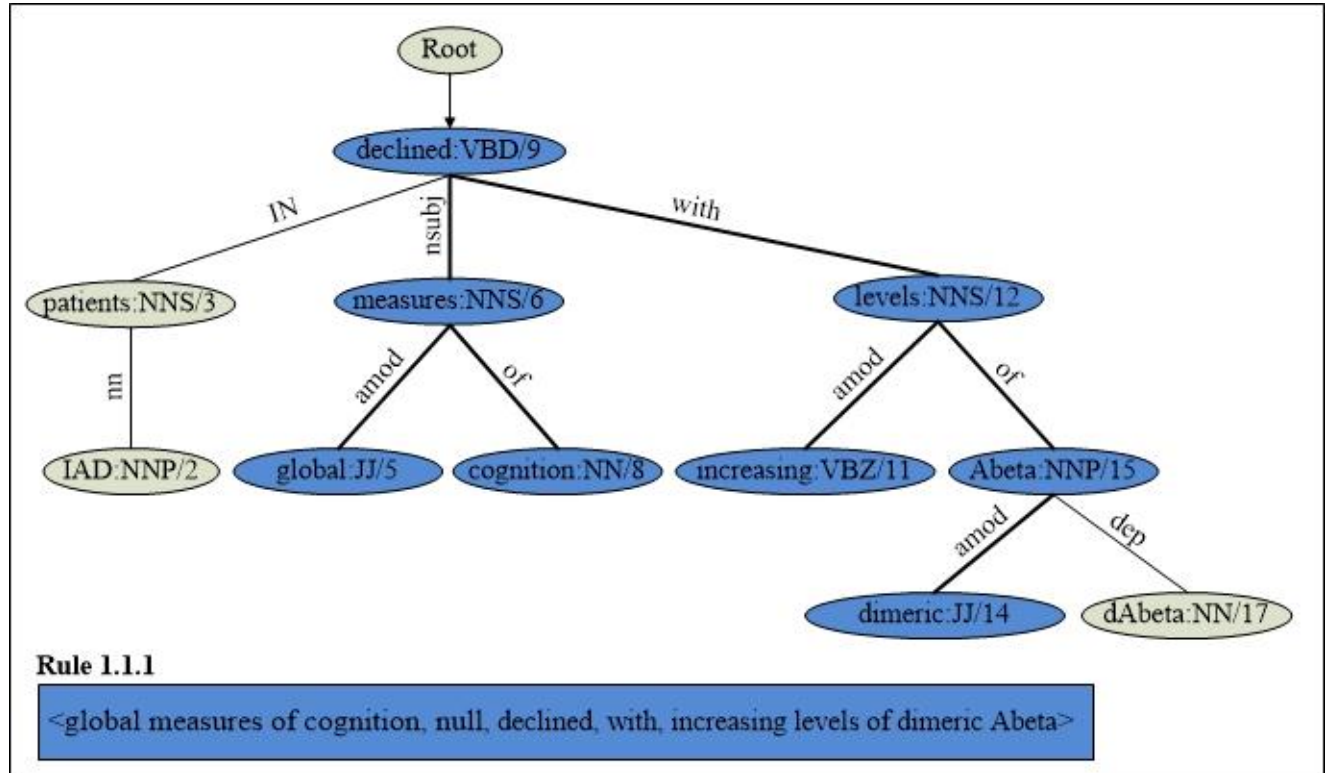 Root
declined:VBD/9
IN
nsubj
with
patients:NNS/3
measures:NNS/6
levels:NNS/12
nn
amod
of
amod
of
IAD:NNP/2
global:JJ/5
cognition:NN/8
increasing:VBZ/11
Abeta:NNP/15
amod
dep
dimeric:JJ/14
dAbeta:NN/17
Rule 1.1.1
<global measures of cognition, null, declined, with, increasing levels of dimeric Abeta>